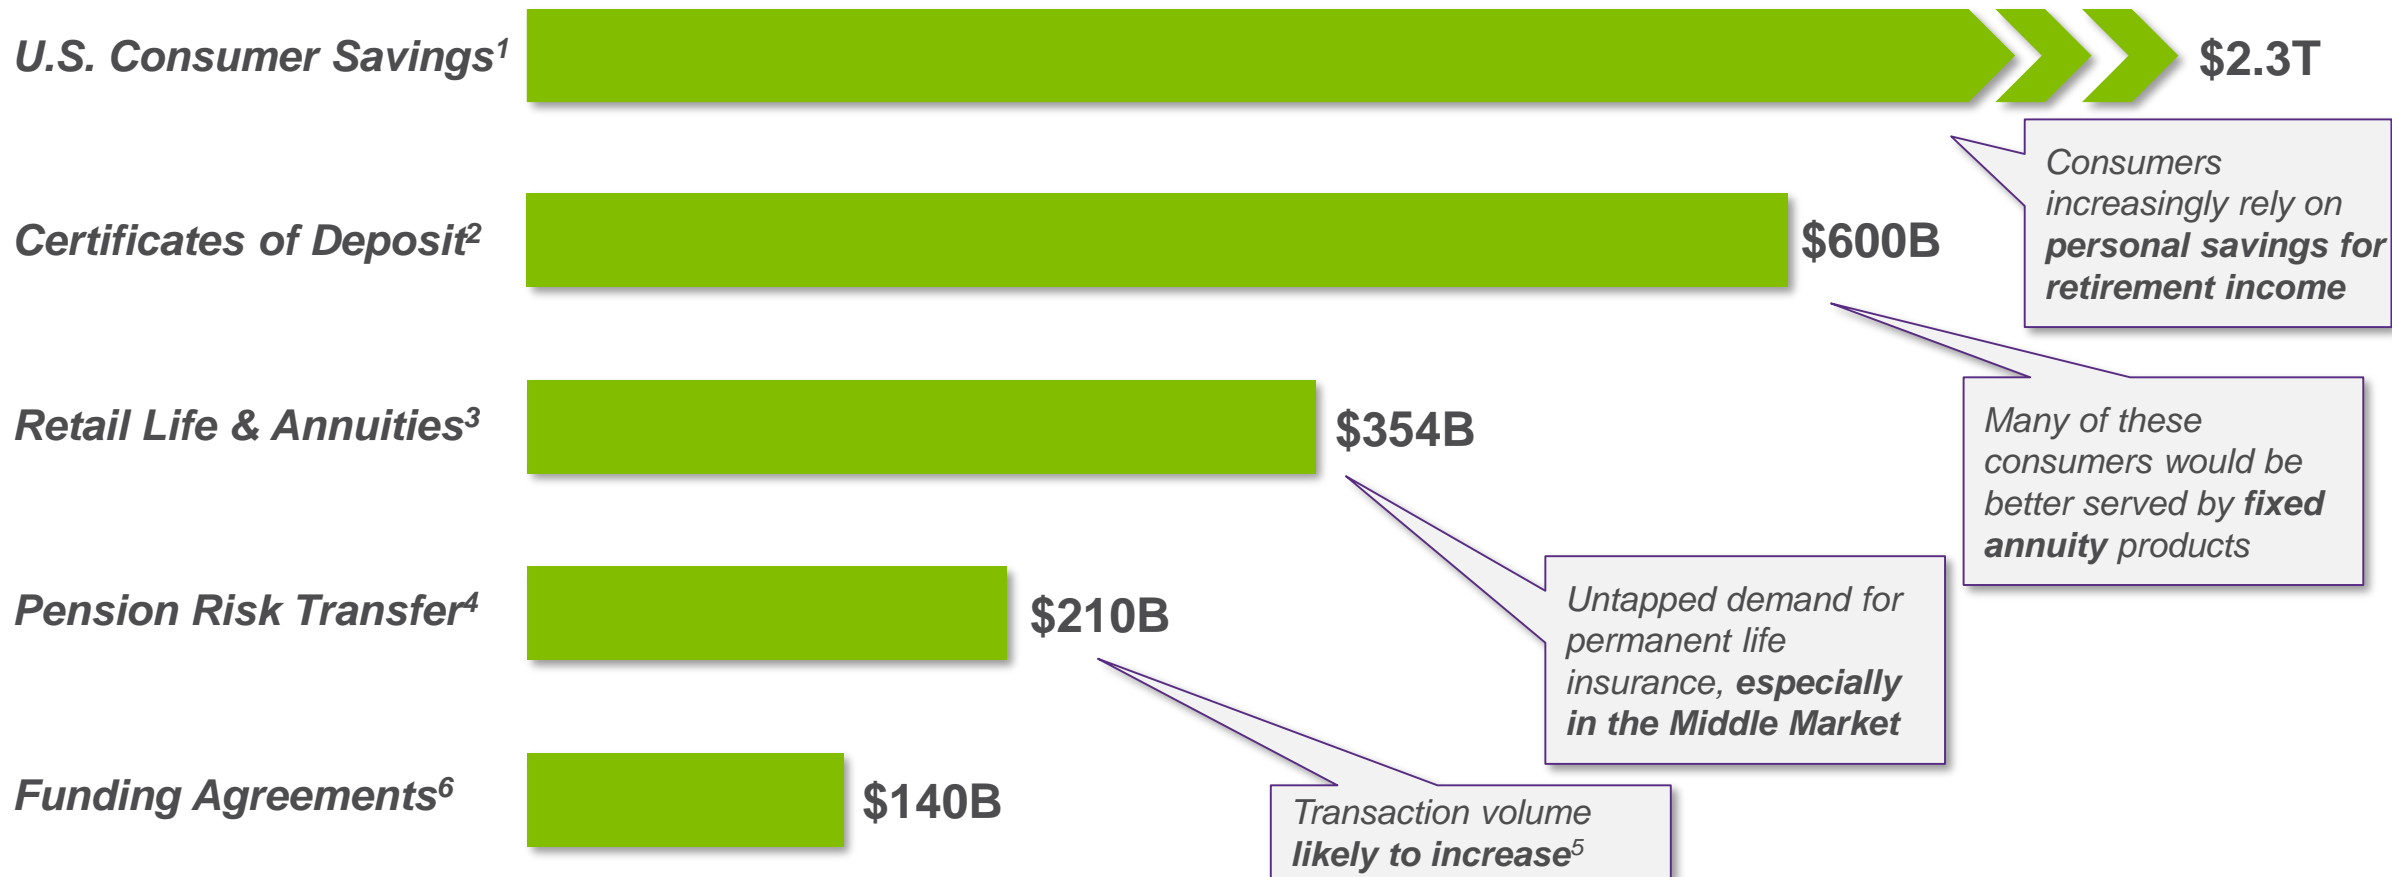 U.S. Consumer Savings1
$2.3T
Consumers
increasingly rely on
personal savings for
retirement income
Certificates of Deposit2
$600B
Many of these
consumers would be
better served by fixed
annuity products
Retail Life & Annuities3
$354B
Untapped demand for
permanent life
insurance, especially
in the Middle Market
Pension Risk Transfer4
$210B
Transaction volume
likely to increase5
Funding Agreements6
$140B